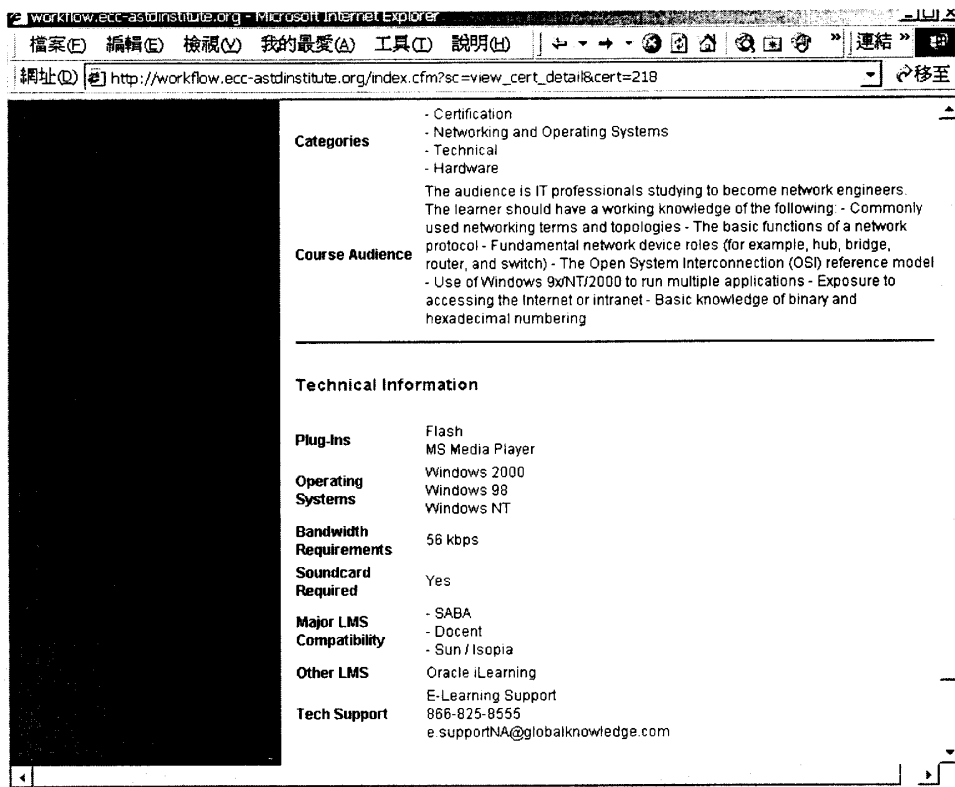 workflow.ecc-astdinstitute.org - Microsoft Internet Explorer
檔案(F) 編輯(E) 檢視(V) 我的最愛(A) 工具(T) 說明(H) » 連結 »
網址(D) http://workflow.ecc-astdinstitute.org/index.cfm?sc=view_cert_detail&cert=218 移至
Categories
- Certification
- Networking and Operating Systems
- Technical
- Hardware
Course Audience
The audience is IT professionals studying to become network engineers.
The learner should have a working knowledge of the following: - Commonly
used networking terms and topologies - The basic functions of a network
protocol - Fundamental network device roles (for example, hub, bridge,
router, and switch) - The Open System Interconnection (OSI) reference model
- Use of Windows 9x/NT/2000 to run multiple applications - Exposure to
accessing the Internet or intranet - Basic knowledge of binary and
hexadecimal numbering
Technical Information
Plug-Ins
Flash
MS Media Player
Operating
Systems
Windows 2000
Windows 98
Windows NT
Bandwidth
Requirements
56 kbps
Soundcard
Required
Yes
Major LMS
Compatibility
- SABA
- Docent
- Sun / Isopia
Other LMS
Oracle iLearning
Tech Support
E-Learning Support
866-825-8555
e.supportNA@globalknowledge.com